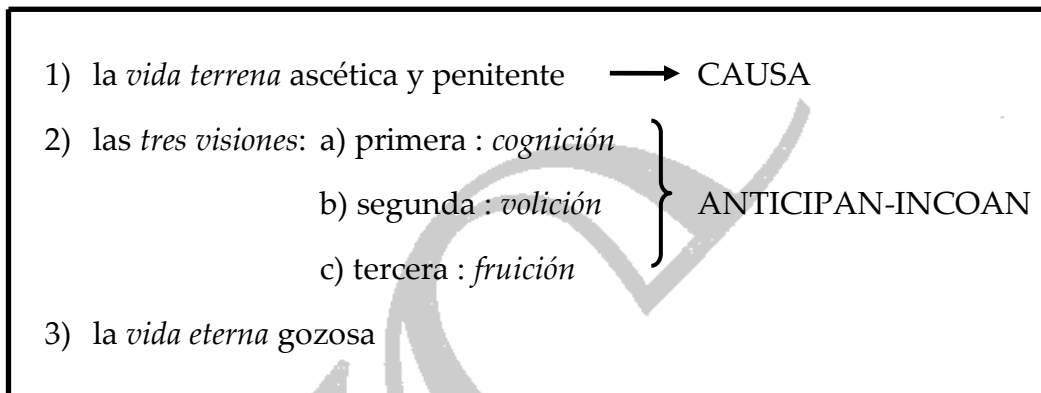 1) la vida terrena ascética y penitente → CAUSA
2) las tres visiones: a) primera : cognición
b) segunda : volición ANTICIPAN-INCOAN
c) tercera : fruición
3) la vida eterna gozosa